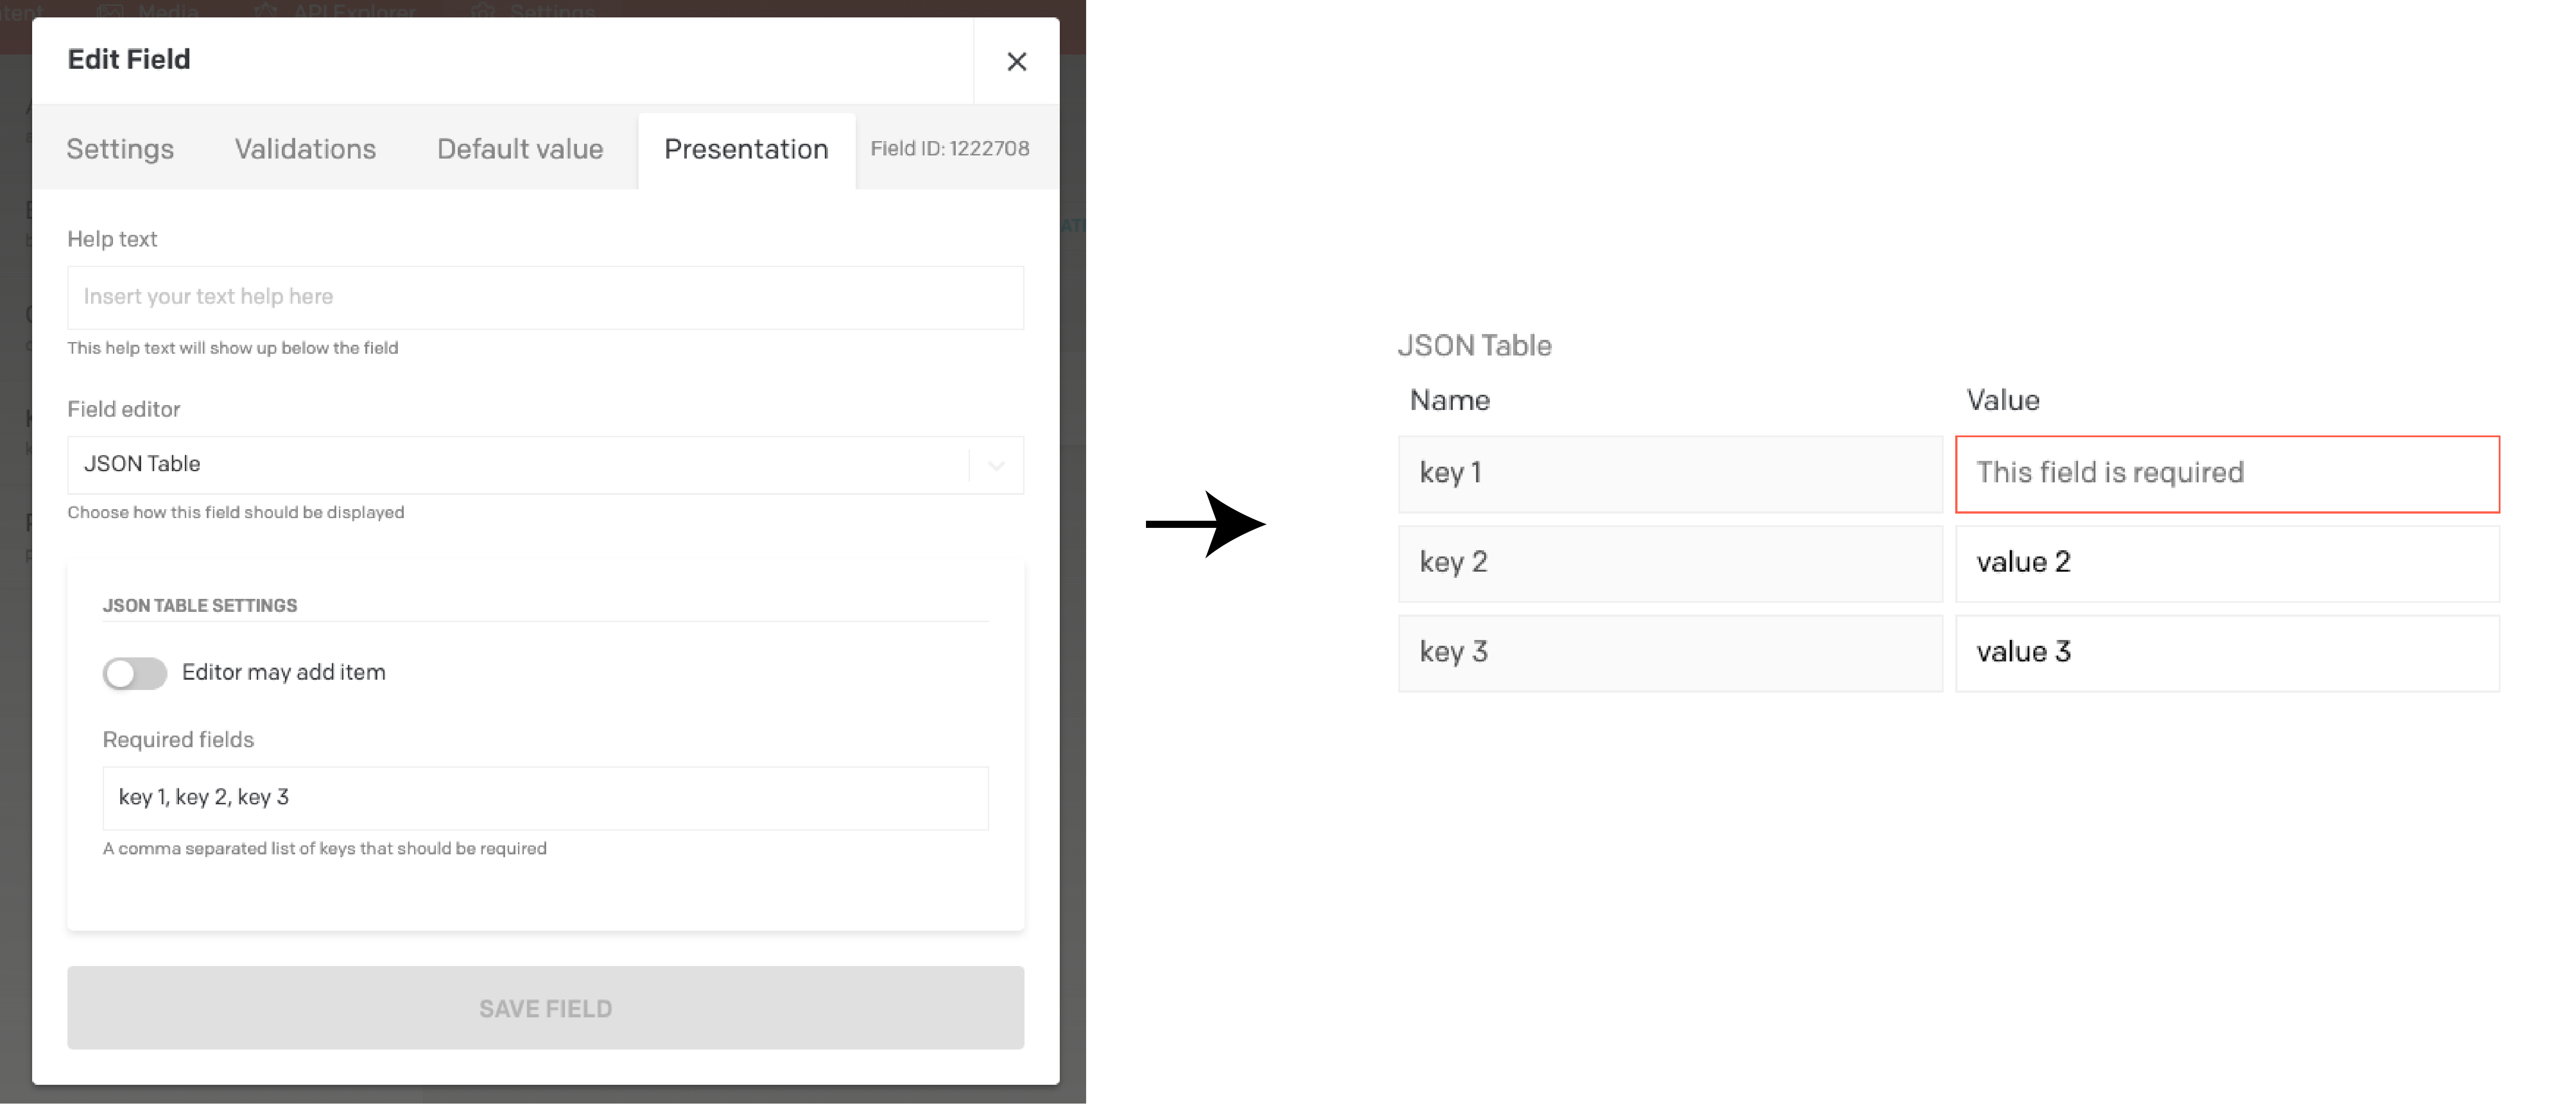 Media API Explorer Settings
Edit Field
Settings Validations Default value Presentation Field ID: 1222708
Help text
Insert your text help here
This help text will show up below the field
Field editor
JSON Table
Choose how this field should be displayed
JSON TABLE SETTINGS
Editor may add item
Required fields
key 1, key 2, key 3
A comma separated list of keys that should be required
SAVE FIELD
JSON Table
Name Value
key 1 This field is required
key 2 value 2
key 3 value 3